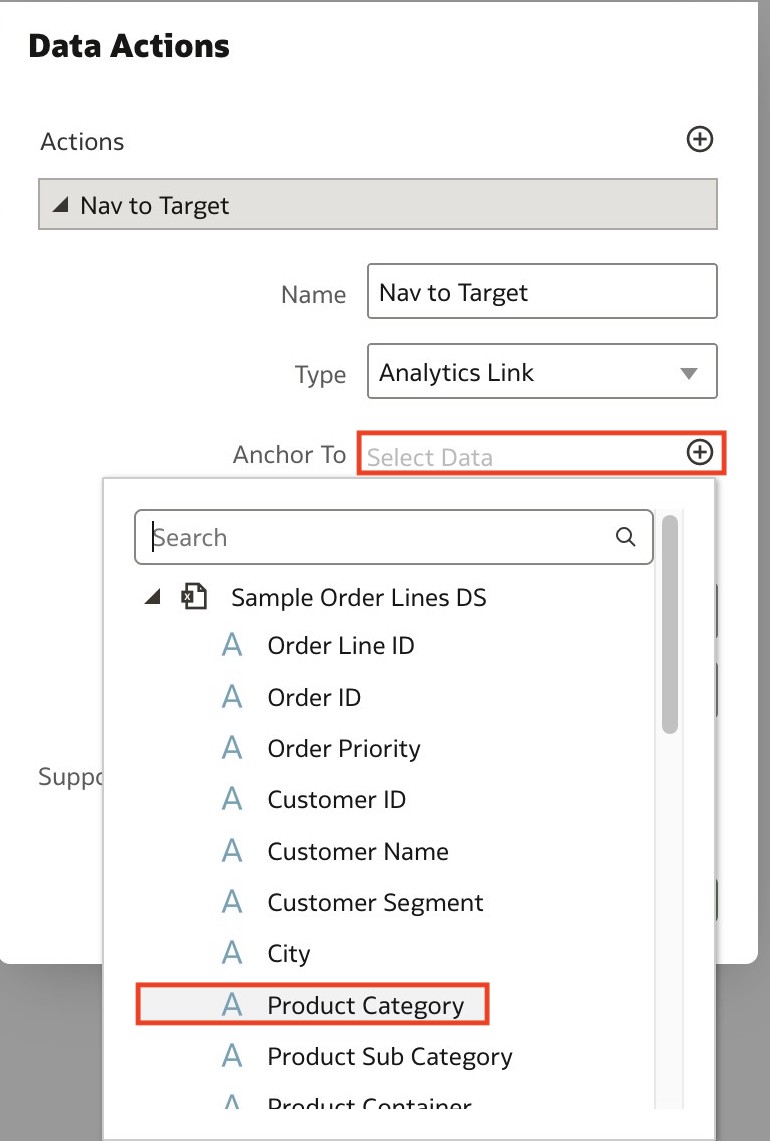 Data Actions
Actions
Nav to Target
Name Nav to Target
Type Analytics Link
Anchor To Select Data
Search
Sample Order Lines DS
A Order Line ID
A Order ID
A Order Priority
A Customer ID
A Customer Name
A Customer Segment
A City
A Product Category
A Product Sub Category
A Product Container
Suppo